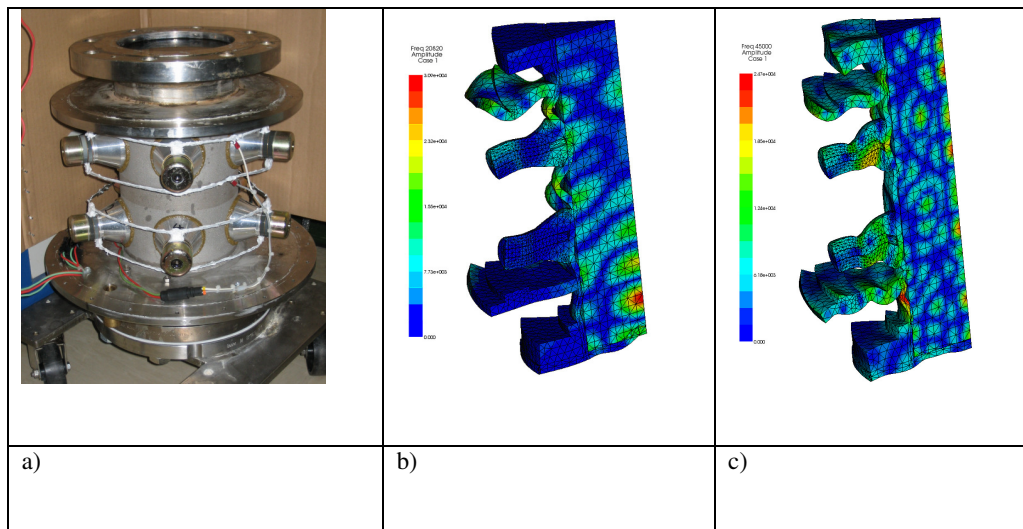 Freq 20820
Amplitude
Case 1
3.09e+004
2.32e+004
1.55e+004
7.73e+003
0.000
Freq 45000
Amplitude
Case 1
2.47e+004
1.85e+004
1.24e+004
6.18e+003
0.000
a)
b)
c)